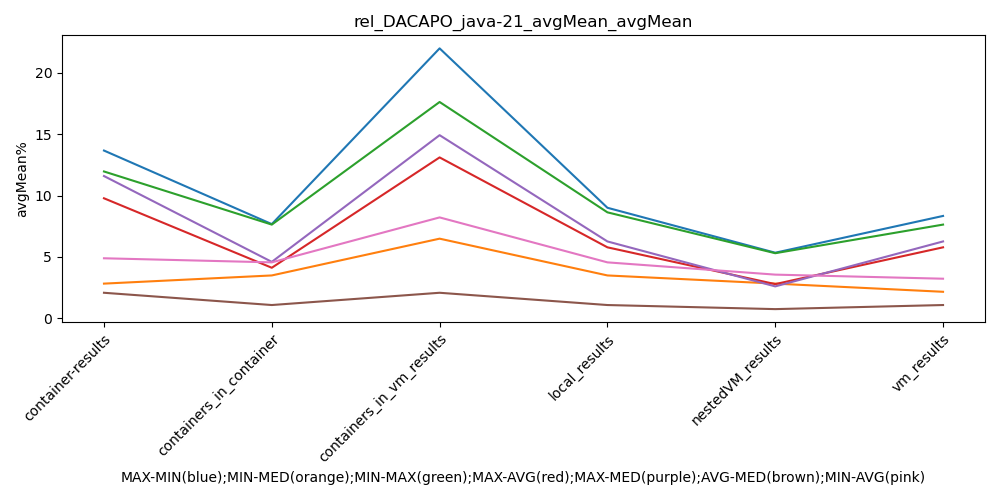 rel_DACAPO_java-21_avgMean_avgMean
avgMean%
20
15
10
5
0
container-results
containers_in_container
containers_in_vm_results
local_results
nestedVM_results
vm_results
MAX-MIN(blue);MIN-MED(orange);MIN-MAX(green);MAX-AVG(red);MAX-MED(purple);AVG-MED(brown);MIN-AVG(pink)